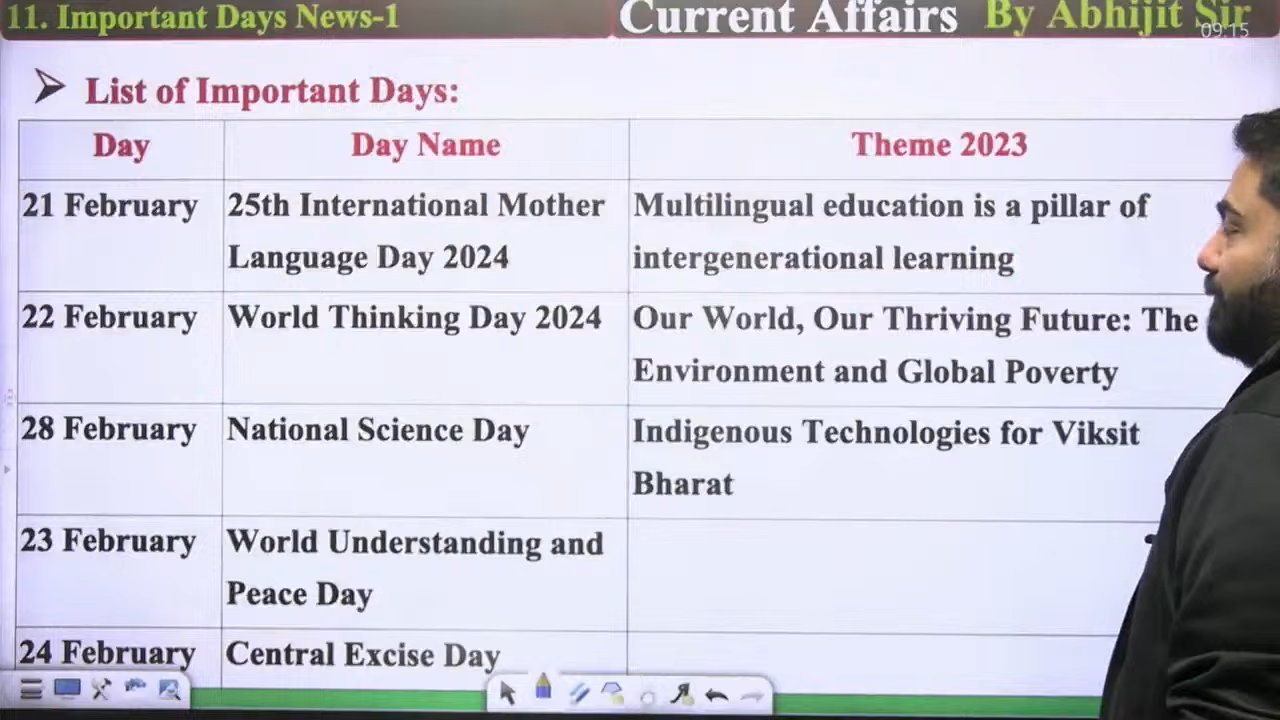 11. Important Days News-1
Current Affairs By Abhijit Sir
09:15
List of Important Days:
Day Day Name Theme 2023
21 February 25th International Mother Multilingual education is a pillar of
Language Day 2024 intergenerational learning
22 February World Thinking Day 2024 Our World, Our Thriving Future: The
Environment and Global Poverty
28 February National Science Day Indigenous Technologies for Viksit
Bharat
23 February World Understanding and
Peace Day
24 February Central Excise Day